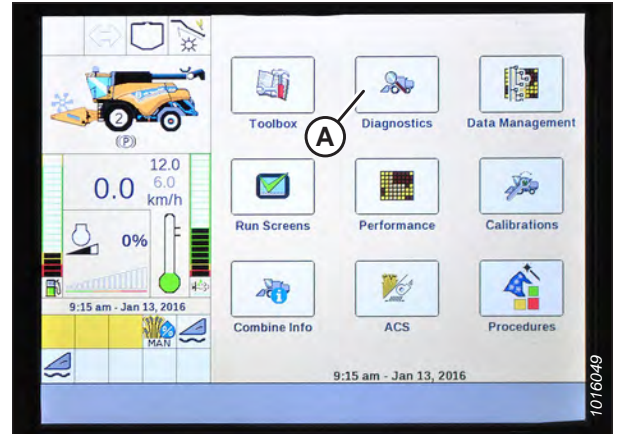 2
(P)
12.0
0.0
6.0
km/h
0%
9:15 am - Jan 13, 2016
MAN
Toolbox
Diagnostics
Data Management
A
Run Screens
Performance
Calibrations
Combine Info
ACS
Procedures
9:15 am - Jan 13, 2016
1016049